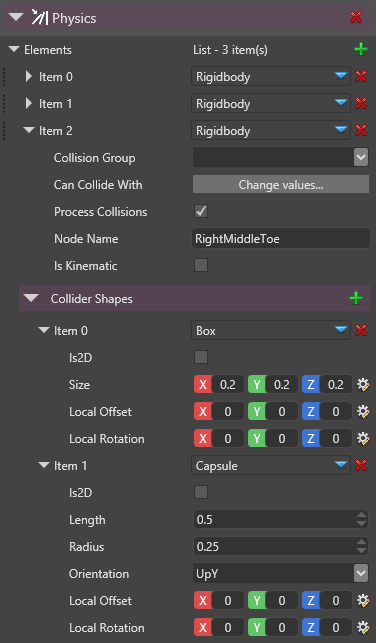 Physics
Elements List - 3 item(s)
Item 0 Rigidbody
Item 1 Rigidbody
Item 2 Rigidbody
Collision Group
Can Collide With Change values...
Process Collisions
Node Name RightMiddleToe
Is Kinematic
Collider Shapes
Item 0 Box
Is2D
Size X 0.2 Y 0.2 Z 0.2
Local Offset X 0 Y 0 Z 0
Local Rotation X 0 Y 0 Z 0
Item 1 Capsule
Is2D
Length 0.5
Radius 0.25
Orientation UpY
Local Offset X 0 Y 0 Z 0
Local Rotation X 0 Y 0 Z 0